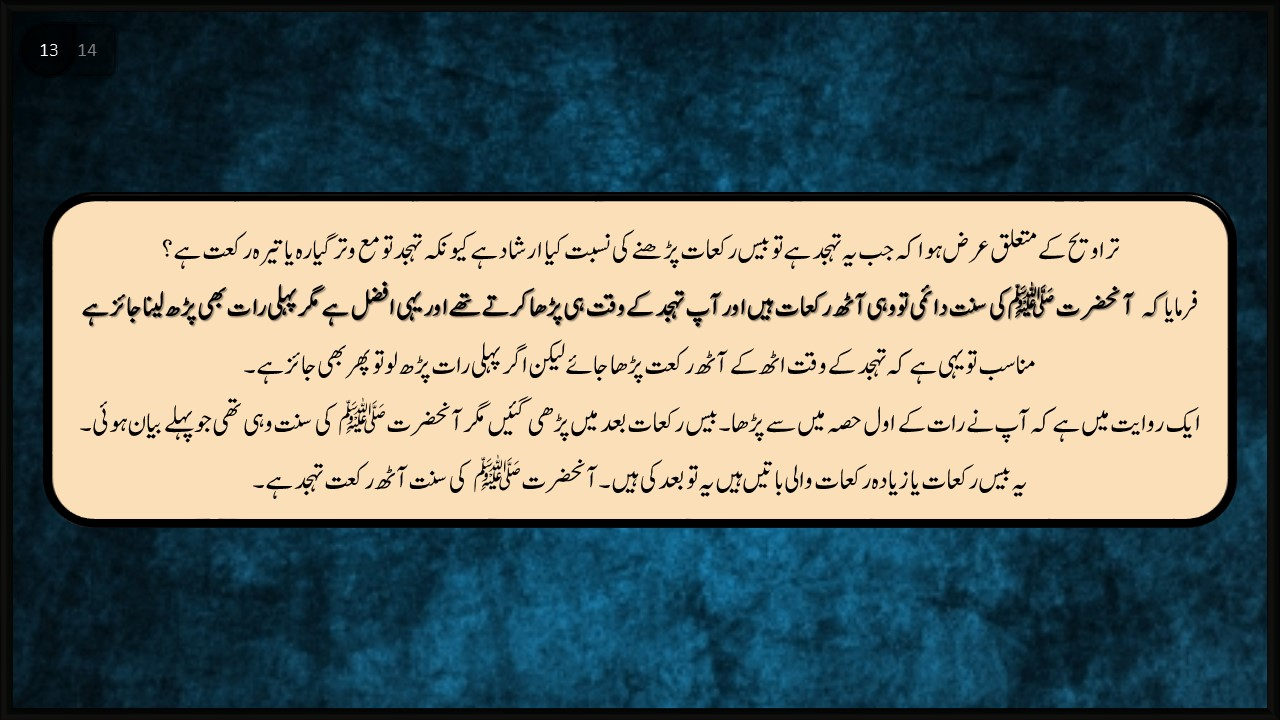 13 14
تراویح کے متعلق عرض ہوا کہ جب یہ تہجد ہے تو بیس رکعات پڑھنے کی نسبت کیا ارشاد ہے کیونکہ تہجد تو مع وتر گیارہ یا تیرہ رکعت ہے؟
فرمایا کہ آنحضرت ﷺ کی سنت دائمی تو وہی آٹھ رکعات ہیں اور آپ تہجد کے وقت ہی پڑھا کرتے تھے اور یہی افضل ہے مگر پہلی رات بھی پڑھ لینا جائز ہے
مناسب تو یہی ہے کہ تہجد کے وقت اٹھ کے آٹھ رکعت پڑھا جائے لیکن اگر پہلی رات پڑھ لو تو پھر بھی جائز ہے۔
ایک روایت میں ہے کہ آپ نے رات کے اول حصہ میں سے پڑھا۔ بیس رکعات بعد میں پڑھی گئیں مگر آنحضرت ﷺ کی سنت وہی تھی جو پہلے بیان ہوئی۔
یہ بیس رکعات یا زیادہ رکعات والی باتیں ہیں یہ تو بعد کی ہیں۔ آنحضرت ﷺ کی سنت آٹھ رکعت تہجد ہے۔